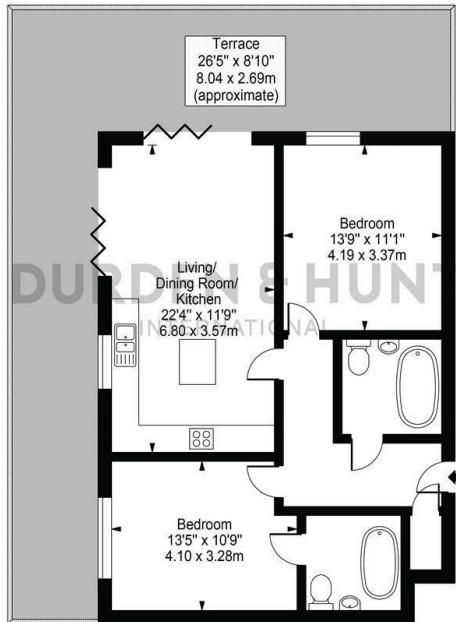 Terrace
26'5" x 8'10"
8.04 x 2.69m
(approximate)
Bedroom
13'9" x 11'1"
4.19 x 3.37m
DURDEN & HUNT
INTERNATIONAL
Living/
Dining Room/
Kitchen
22'4" x 11'9"
6.80 x 3.57m
Bedroom
13'5" x 10'9"
4.10 x 3.28m